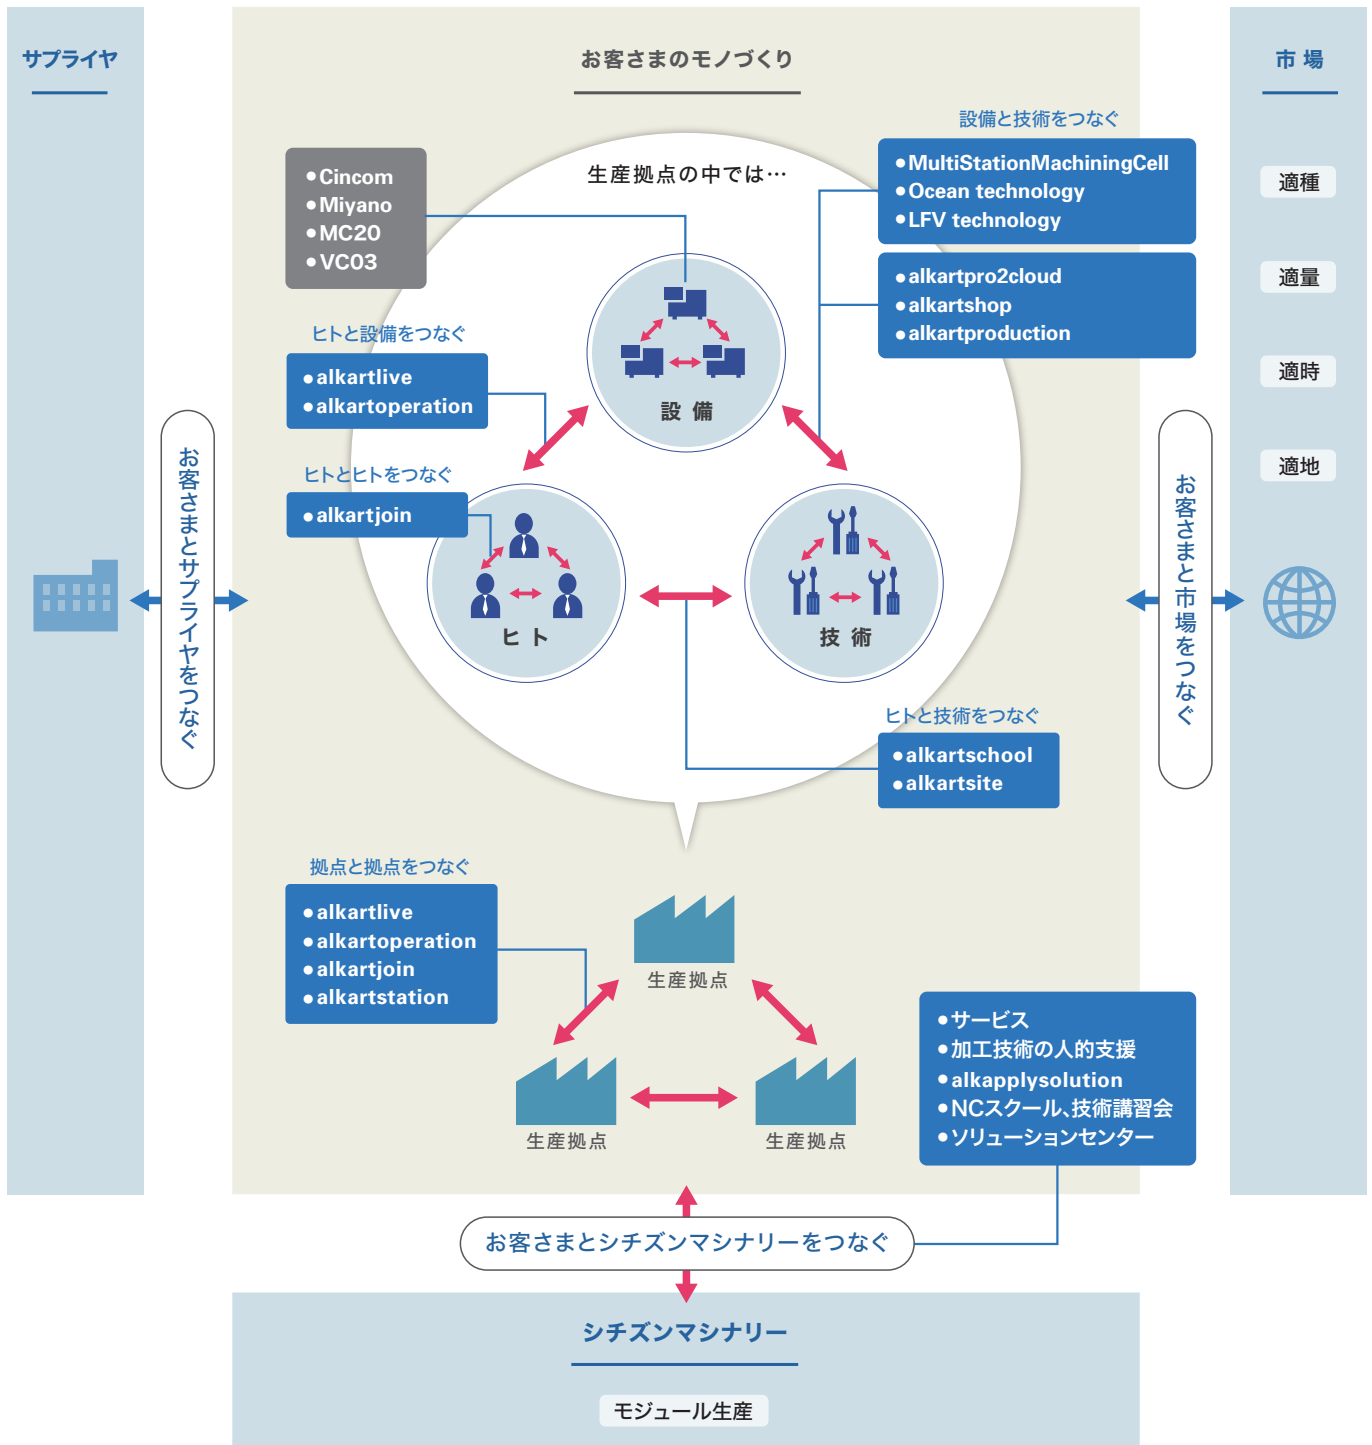 サプライヤ
お客さまのモノづくり
市場
設備と技術をつなぐ
生産拠点の中では…
●Cincom
●Miyano
●MC20
●VC03
●MultiStationMachiningCell
●Ocean technology
●LFV technology
●alkartpro2cloud
●alkartshop
●alkartproduction
適種
適量
適時
適地
ヒトと設備をつなぐ
●alkartlive
●alkartoperation
設備
ヒトとヒトをつなぐ
●alkartjoin
ヒト
技術
お客さまとサプライヤをつなぐ
お客さまと市場をつなぐ
ヒトと技術をつなぐ
●alkartschool
●alkartsite
拠点と拠点をつなぐ
●alkartlive
●alkartoperation
●alkartjoin
●alkartstation
生産拠点
生産拠点
生産拠点
●サービス
●加工技術の人的支援
●alkapplysolution
●NCスクール、技術講習会
●ソリューションセンター
お客さまとシチズンマシナリーをつなぐ
シチズンマシナリー
モジュール生産